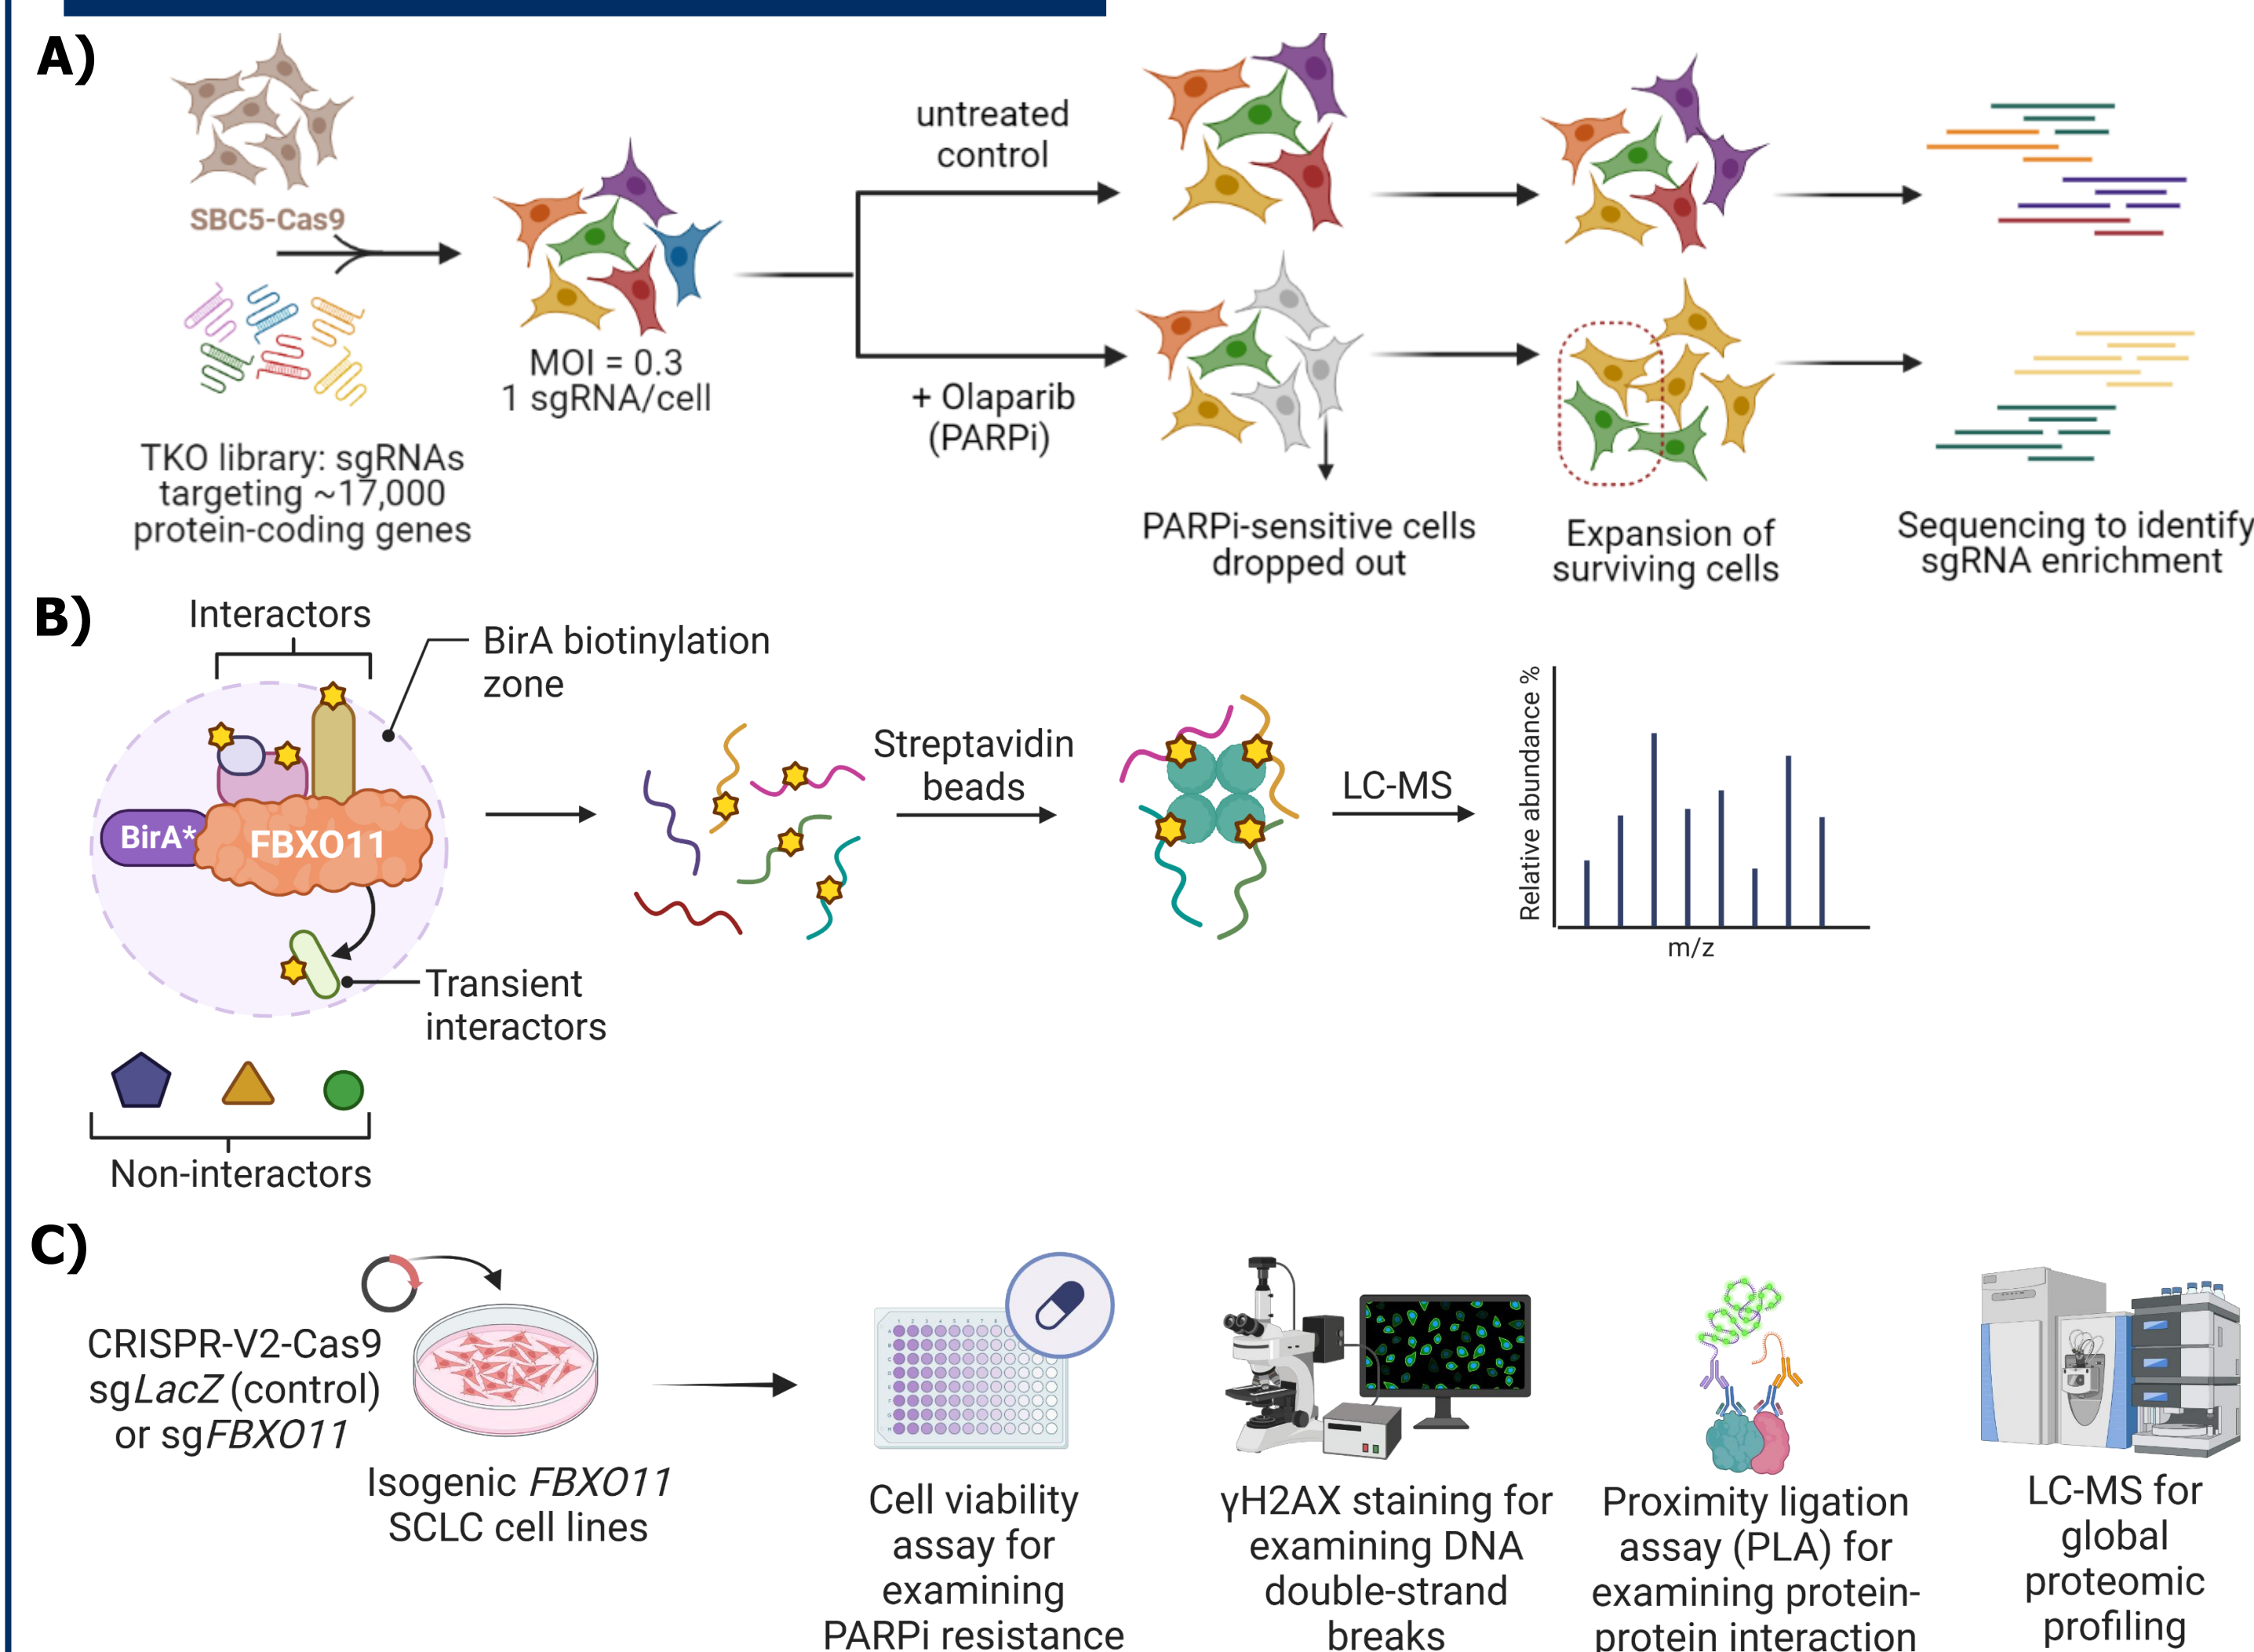 A)
SBC5-Cas9
TKO library: sgRNAs
targeting ~17,000
protein-coding genes
MOI = 0.3
1 sgRNA/cell
untreated
control
+ Olaparib
(PARPi)
PARPi-sensitive cells
dropped out
Expansion of
surviving cells
Sequencing to identify
sgRNA enrichment
B)
Interactors
BirA biotinylation
zone
BirA*
FBXO11
Transient
interactors
Non-interactors
Streptavidin
beads
LC-MS
Relative abundance %
m/z
C)
CRISPR-V2-Cas9
sgLacZ (control)
or sgFBXO11
Isogenic FBXO11
SCLC cell lines
Cell viability
assay for
examining
PARPi resistance
γH2AX staining for
examining DNA
double-strand
breaks
Proximity ligation
assay (PLA) for
examining protein-
protein interaction
LC-MS for
global
proteomic
profiling